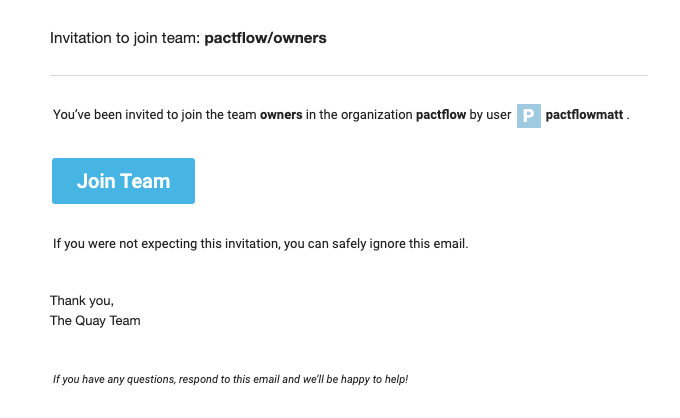 Invitation to join team: pactflow/owners
You've been invited to join the team owners in the organization pactflow by user P pactflowmatt .
Join Team
If you were not expecting this invitation, you can safely ignore this email.
Thank you,
The Quay Team
If you have any questions, respond to this email and we'll be happy to help!